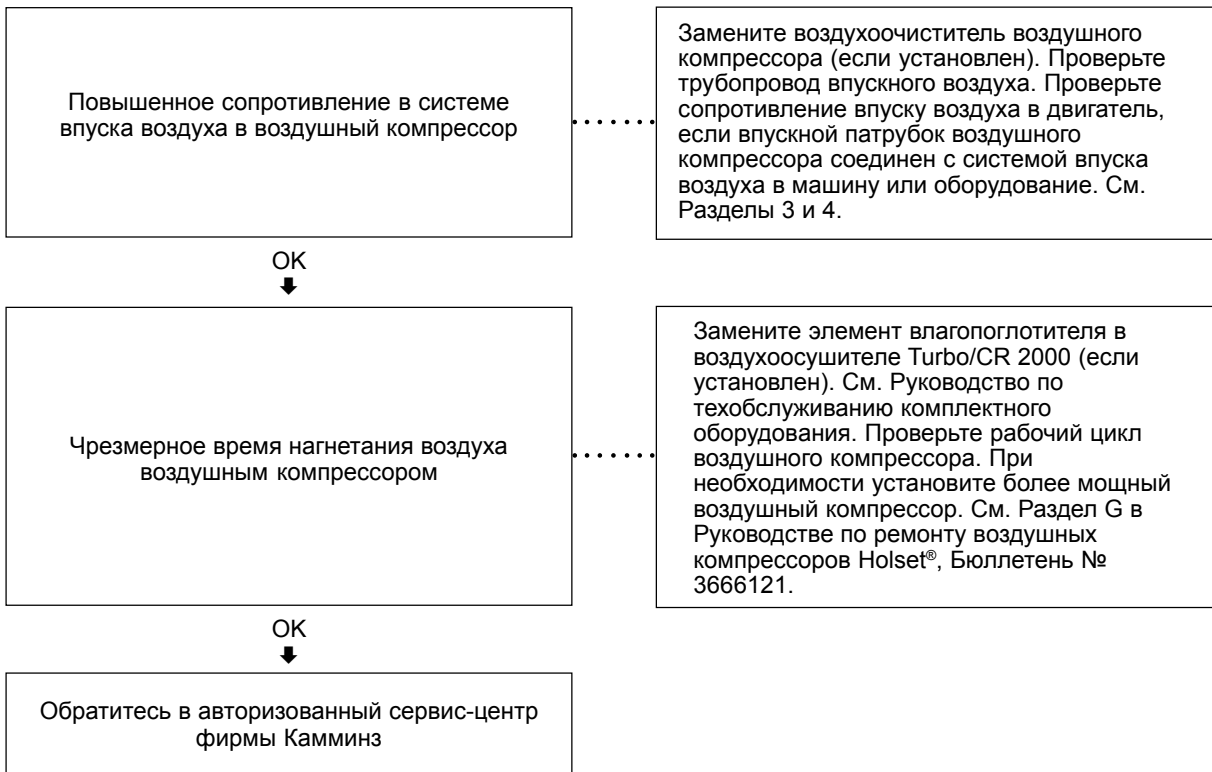 Повышенное сопротивление в системе
впуска воздуха в воздушный компрессор
Замените воздухоочиститель воздушного
компрессора (если установлен). Проверьте
трубопровод впускного воздуха. Проверьте
сопротивление впуску воздуха в двигатель,
если впускной патрубок воздушного
компрессора соединен с системой впуска
воздуха в машину или оборудование. См.
Разделы 3 и 4.
OK
Чрезмерное время нагнетания воздуха
воздушным компрессором
Замените элемент влагопоглотителя в
воздухоосушителе Turbo/CR 2000 (если
установлен). См. Руководство по
техобслуживанию комплектного
оборудования. Проверьте рабочий цикл
воздушного компрессора. При
необходимости установите более мощный
воздушный компрессор. См. Раздел G в
Руководстве по ремонту воздушных
компрессоров Holset®, Бюллетень №
3666121.
OK
Обратитесь в авторизованный сервис-центр
фирмы Камминз